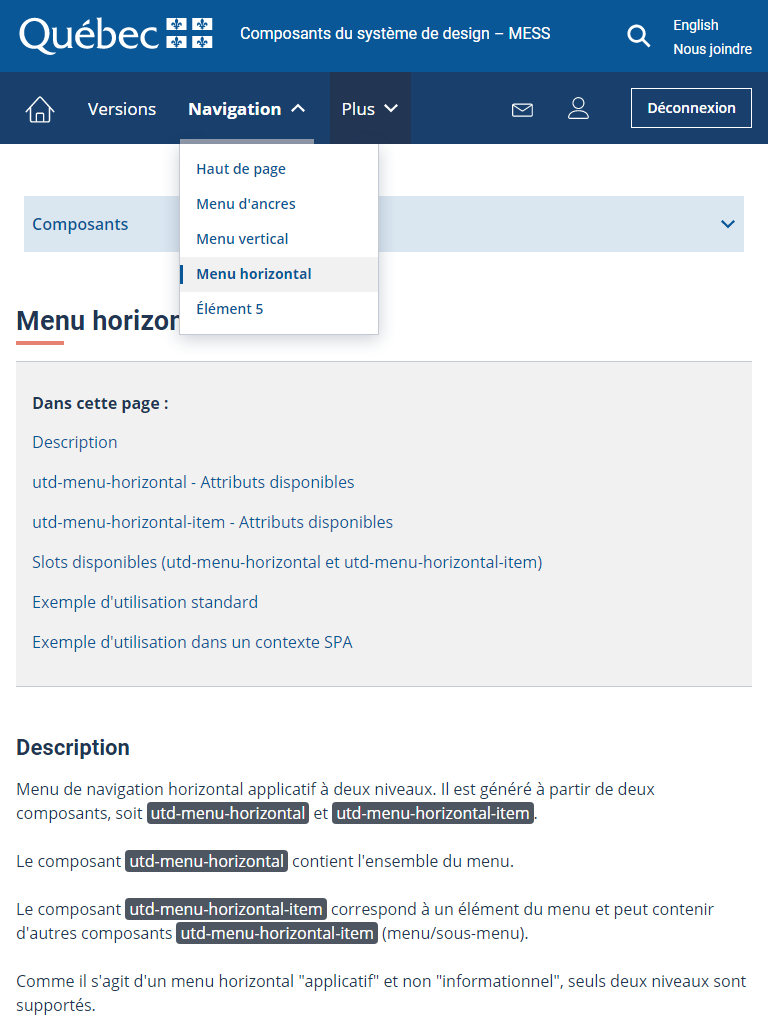 Québec
Composants du système de design – MESS
English
Nous joindre
Versions
Navigation
Plus
Déconnexion
Haut de page
Menu d'ancres
Menu vertical
Menu horizontal
Élément 5
Composants
Menu horizon
Dans cette page :
Description
utd-menu-horizontal - Attributs disponibles
utd-menu-horizontal-item - Attributs disponibles
Slots disponibles (utd-menu-horizontal et utd-menu-horizontal-item)
Exemple d'utilisation standard
Exemple d'utilisation dans un contexte SPA
Description
Menu de navigation horizontal applicatif à deux niveaux. Il est généré à partir de deux
composants, soit utd-menu-horizontal et utd-menu-horizontal-item.
Le composant utd-menu-horizontal contient l'ensemble du menu.
Le composant utd-menu-horizontal-item correspond à un élément du menu et peut contenir
d'autres composants utd-menu-horizontal-item (menu/sous-menu).
Comme il s'agit d'un menu horizontal "applicatif" et non "informationnel", seuls deux niveaux sont
supportés.